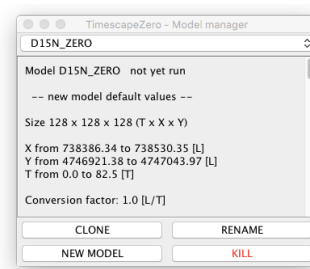 TimescapeZero - Model manager
D15N_ZERO
Model D15N_ZERO not yet run
-- new model default values --
Size 128 x 128 x 128 (T x X x Y)
X from 738386.34 to 738530.35 [L]
Y from 4746921.38 to 4747043.97 [L]
T from 0.0 to 82.5 [T]
Conversion factor: 1.0 [L/T]
CLONE RENAME
NEW MODEL KILL